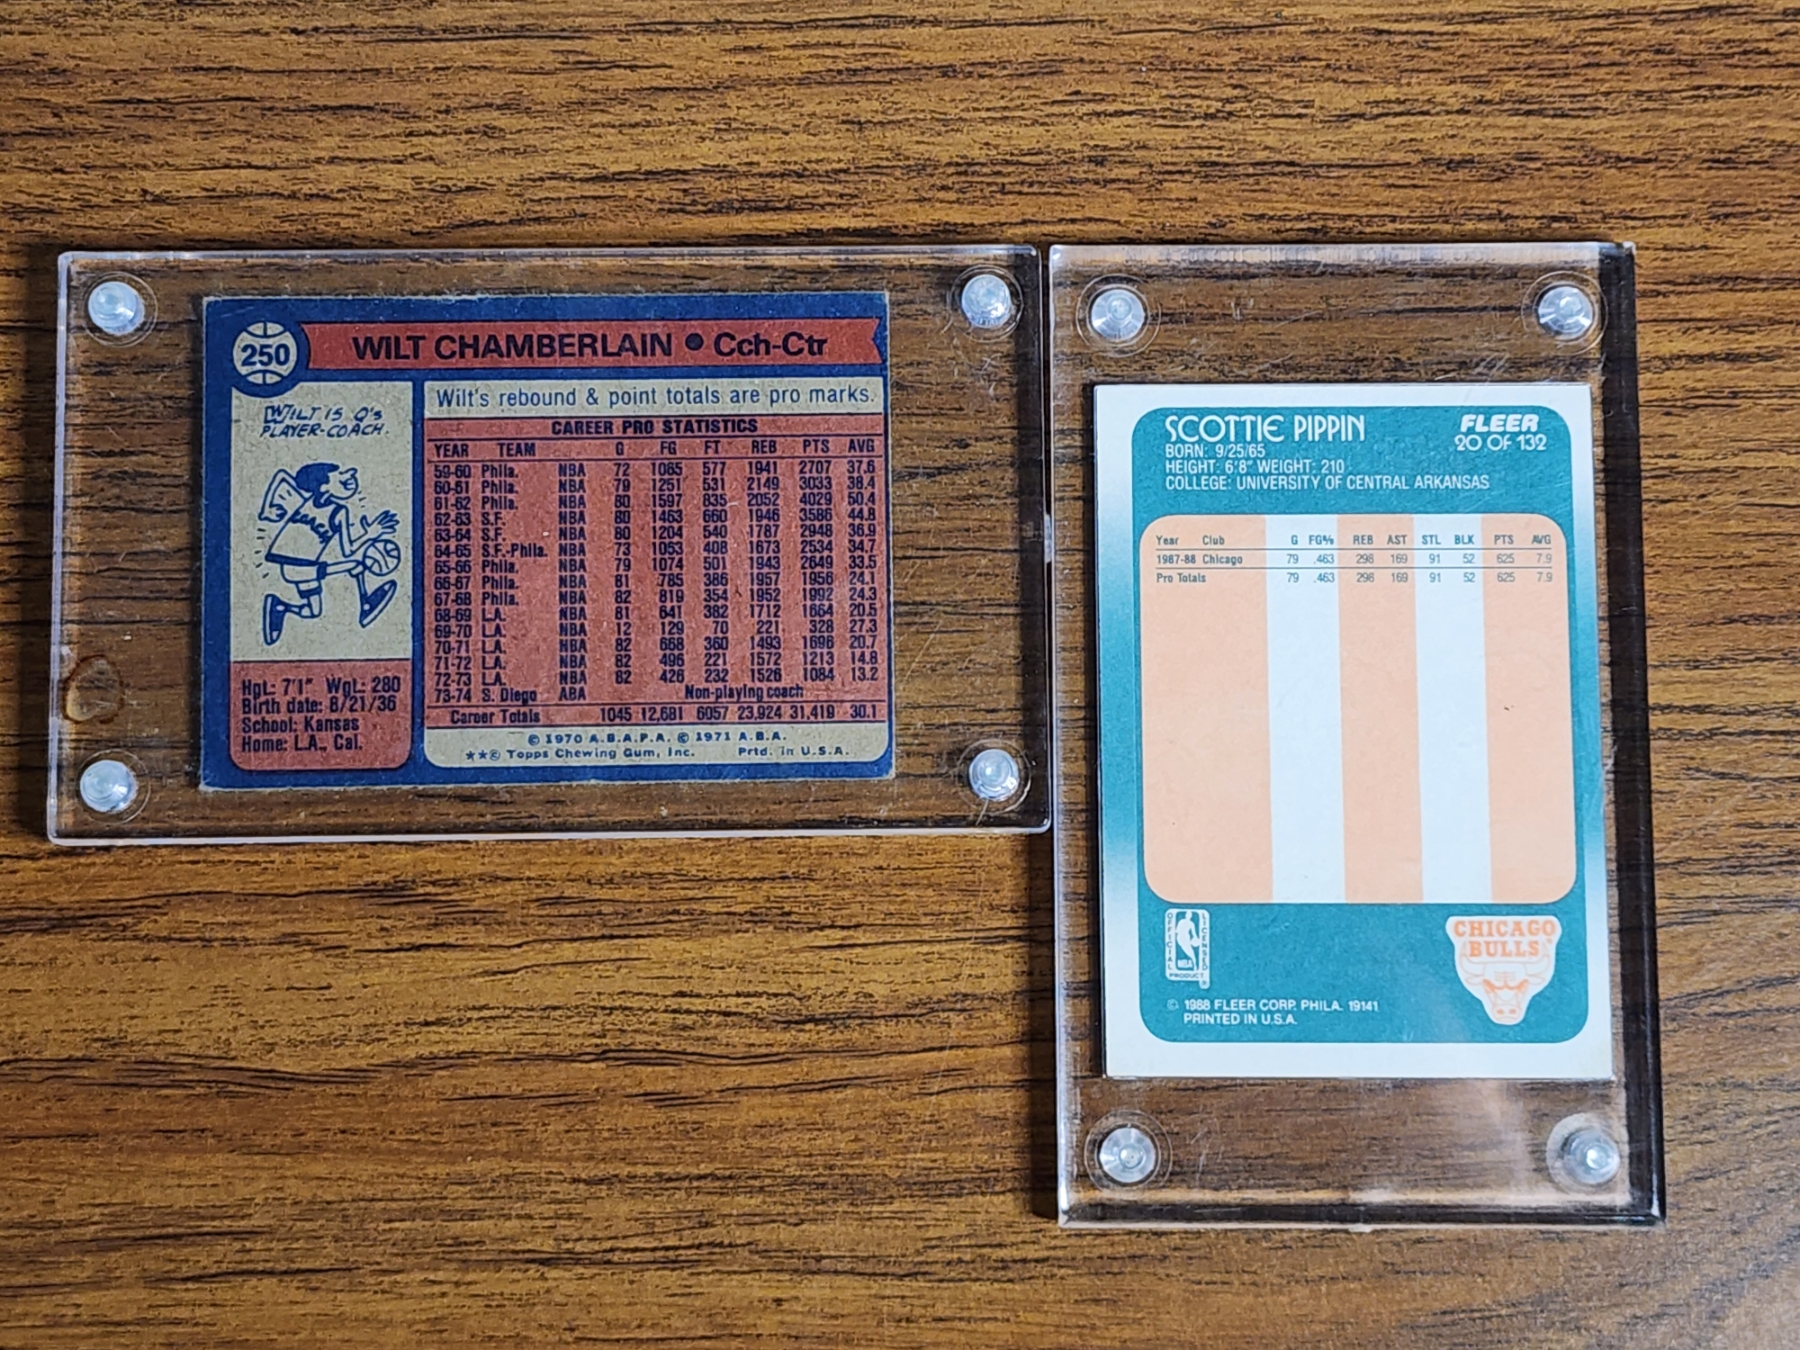 250
WILT CHAMBERLAIN • Cch-Ctr
WILT IS Q's
PLAYER-COACH.
Hgt.: 7'1" Wgt.: 280
Birth date: 8/21/36
School: Kansas
Home: L.A., Cal.
Wilt's rebound & point totals are pro marks.
CAREER PRO STATISTICS
YEAR TEAM G FG FT REB PTS AVG
59-60 Phila. NBA 72 1065 577 1941 2707 37.6
60-61 Phila. NBA 79 1251 531 2149 3033 38.4
61-62 Phila. NBA 80 1597 835 2052 4029 50.4
62-63 S.F. NBA 80 1463 660 1946 3586 44.8
63-64 S.F. NBA 80 1204 540 1787 2948 36.9
64-65 S.F.-Phila. NBA 73 1053 408 1673 2534 34.7
65-66 Phila. NBA 79 1074 501 1943 2649 33.5
66-67 Phila. NBA 81 785 386 1957 1956 24.1
67-68 Phila. NBA 82 819 354 1952 1992 24.3
68-69 L.A. NBA 81 641 382 1712 1664 20.5
69-70 L.A. NBA 12 129 70 221 328 27.3
70-71 L.A. NBA 82 668 360 1493 1696 20.7
71-72 L.A. NBA 82 496 221 1572 1213 14.8
72-73 L.A. NBA 82 426 232 1526 1084 13.2
73-74 S. Diego ABA Non-playing coach
Career Totals 1045 12,681 6057 23,924 31,419 30.1
© 1970 A.B.A.P.A. © 1971 A.B.A.
**© Topps Chewing Gum, Inc. Prtd. in U.S.A.
SCOTTIE PIPPIN
FLEER
20 OF 132
BORN: 9/25/65
HEIGHT: 6'8" WEIGHT: 210
COLLEGE: UNIVERSITY OF CENTRAL ARKANSAS
Year Club G FG% REB AST STL BLK PTS AVG
1987-88 Chicago 79 .463 298 169 91 52 625 7.9
Pro Totals 79 .463 298 169 91 52 625 7.9
OFFICIAL
LICENSED
NBA
PRODUCT
®
CHICAGO
BULLS
© 1988 FLEER CORP. PHILA. 19141
PRINTED IN U.S.A.